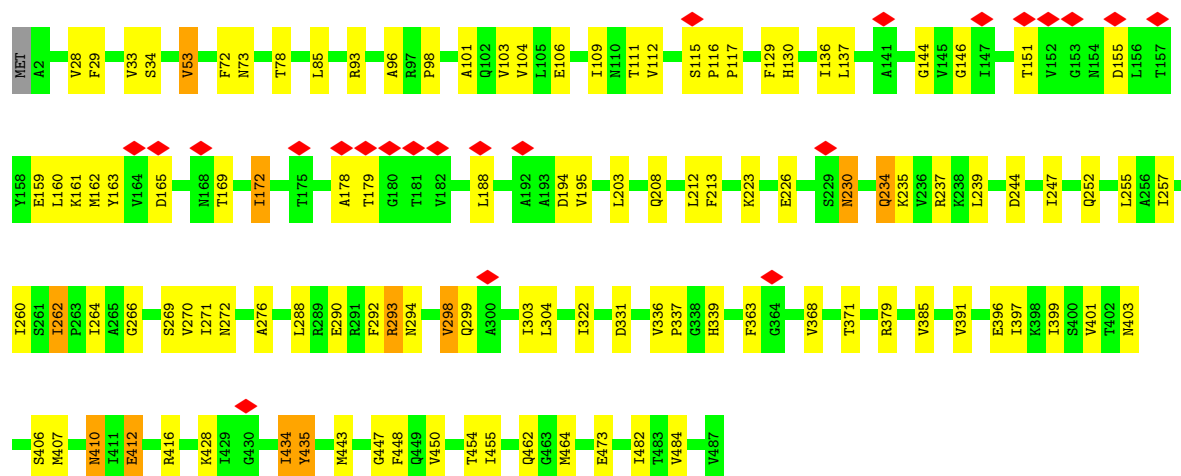 MET A2 V28 F29 V33 S34 V53 F72 N73 T78 L85 R93 A96 R97 P98 A101 Q102 V103 V104 L105 E106 I109 N110 T111 V112 S115 P116 P117 F129 H130 I136 L137 A141 G144 V145 G146 I147 T151 V152 G153 N154 D155 L156 T157
Y158 E159 L160 K161 M162 Y163 V164 D165 N168 T169 I172 T175 A178 T179 G180 T181 V182 L188 A192 A193 D194 V195 L203 Q208 L212 F213 K223 E226 S229 N230 Q234 K235 V236 R237 K238 L239 D244 I247 Q252 L255 A256 I257
I260 S261 I262 P263 I264 A265 G266 S269 V270 I271 N272 A276 L288 R289 E290 R291 F292 R293 N294 V298 Q299 A300 I303 L304 I322 D331 V336 P337 G338 H339 F363 G364 V368 T371 R379 V385 V391 E396 I397 K398 I399 S400 V401 T402 N403
S406 M407 N410 I411 E412 R416 K428 I429 G430 I434 Y435 M443 G447 F448 Q449 V450 T454 I455 Q462 G463 M464 E473 I482 T483 V484 V487